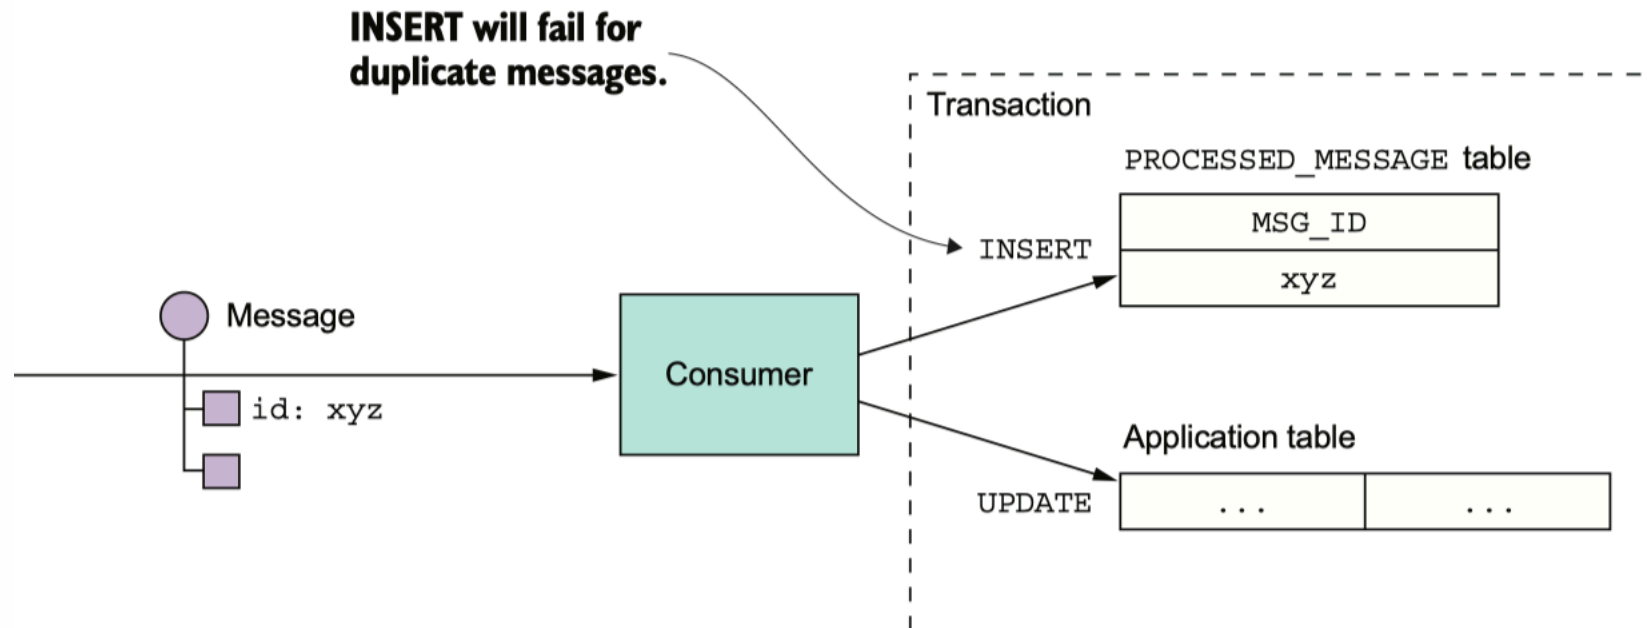 INSERT will fail for
duplicate messages.
Transaction
PROCESSED_MESSAGE table
MSG_ID
INSERT
xyz
Message
Consumer
id: xyz
Application table
UPDATE
...
...